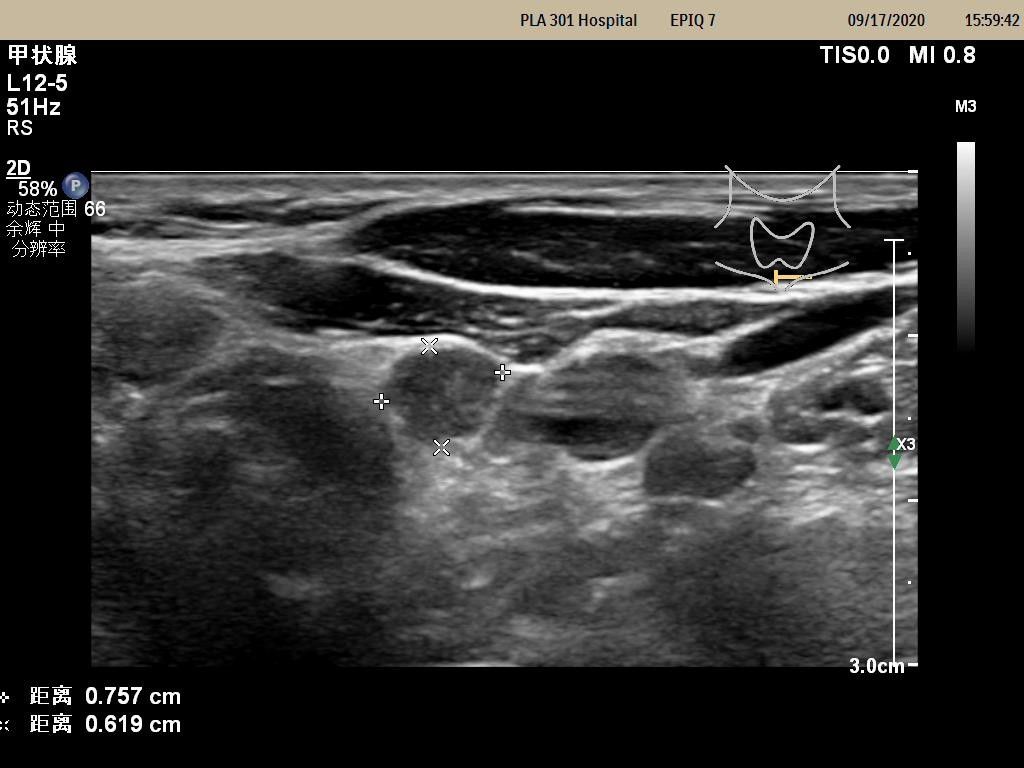 PLA 301 Hospital EPIQ 7 09/17/2020 15:59:42
甲状腺
TIS0.0 MI 0.8
L12-5
51Hz
RS
M3
2D
58% P
动态范围 66
余辉 中
分辨率
X3
3.0cm
距离 0.757 cm
距离 0.619 cm